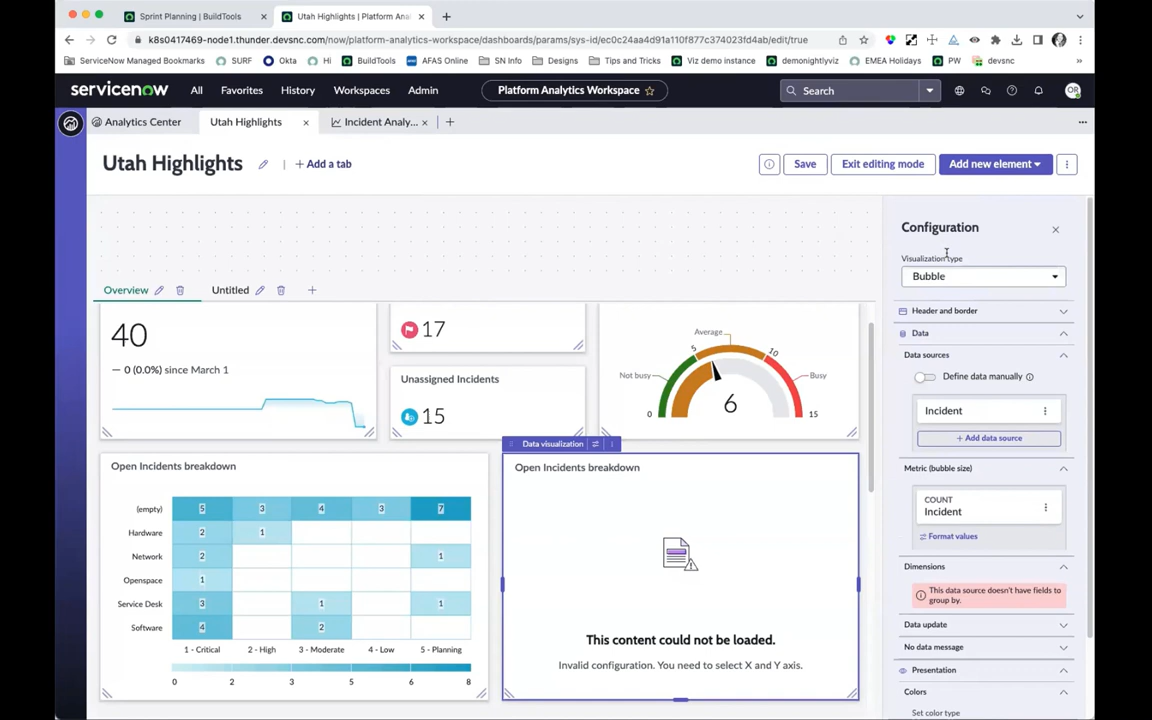 Sprint Planning | BuildTools
Utah Highlights | Platform Ana
k8s0417469-node1.thunder.devsnc.com/now/platform-analytics-workspace/dashboards/params/sys-id/ec0c24aa4d91a110f877c374023fdab4/edit/true
ServiceNow Managed Bookmarks
SURF
Okta
Hi
BuildTools
AFAS Online
SN Info
Designs
Tips and Tricks
Viz demo instance
demonightlyviz
EMEA Holidays
PW
devsnc
servicenow
All
Favorites
History
Workspaces
Admin
Platform Analytics Workspace
Search
OR
Analytics Center
Utah Highlights
Incident Analy...
Utah Highlights
+ Add a tab
Save
Exit editing mode
Add new element
Overview
Untitled
40
— 0 (0.0%) since March 1
17
Unassigned Incidents
15
Average
5
10
Not busy
Busy
0
6
15
Data visualization
Open Incidents breakdown
(empty) 5 3 4 3 7
Hardware 2 1
Network 2 1
Openspace 1
Service Desk 3 1 1
Software 4 2
1 - Critical 2 - High 3 - Moderate 4 - Low 5 - Planning
0 2 3 5 6 8
Open Incidents breakdown
This content could not be loaded.
Invalid configuration. You need to select X and Y axis.
Configuration
Visualization type
Bubble
Header and border
Data
Data sources
Define data manually
Incident
+ Add data source
Metric (bubble size)
COUNT
Incident
Format values
Dimensions
This data source doesn't have fields to
group by.
Data update
No data message
Presentation
Colors
Set color type